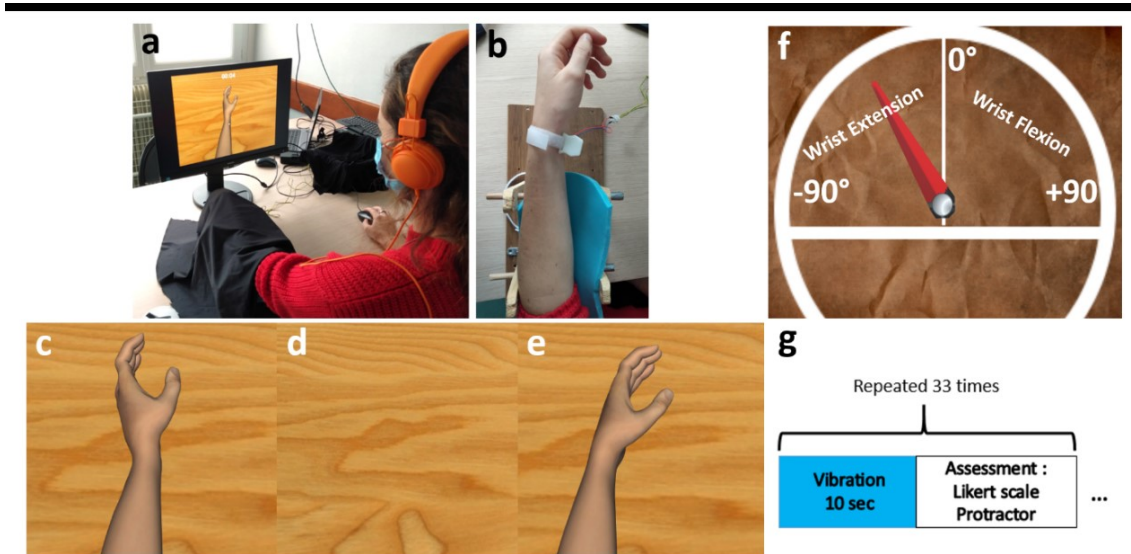 a
b
f
0°
Wrist Extension
Wrist Flexion
-90°
+90
c
d
e
g
Repeated 33 times
Vibration
10 sec
Assessment :
Likert scale
Protractor
...